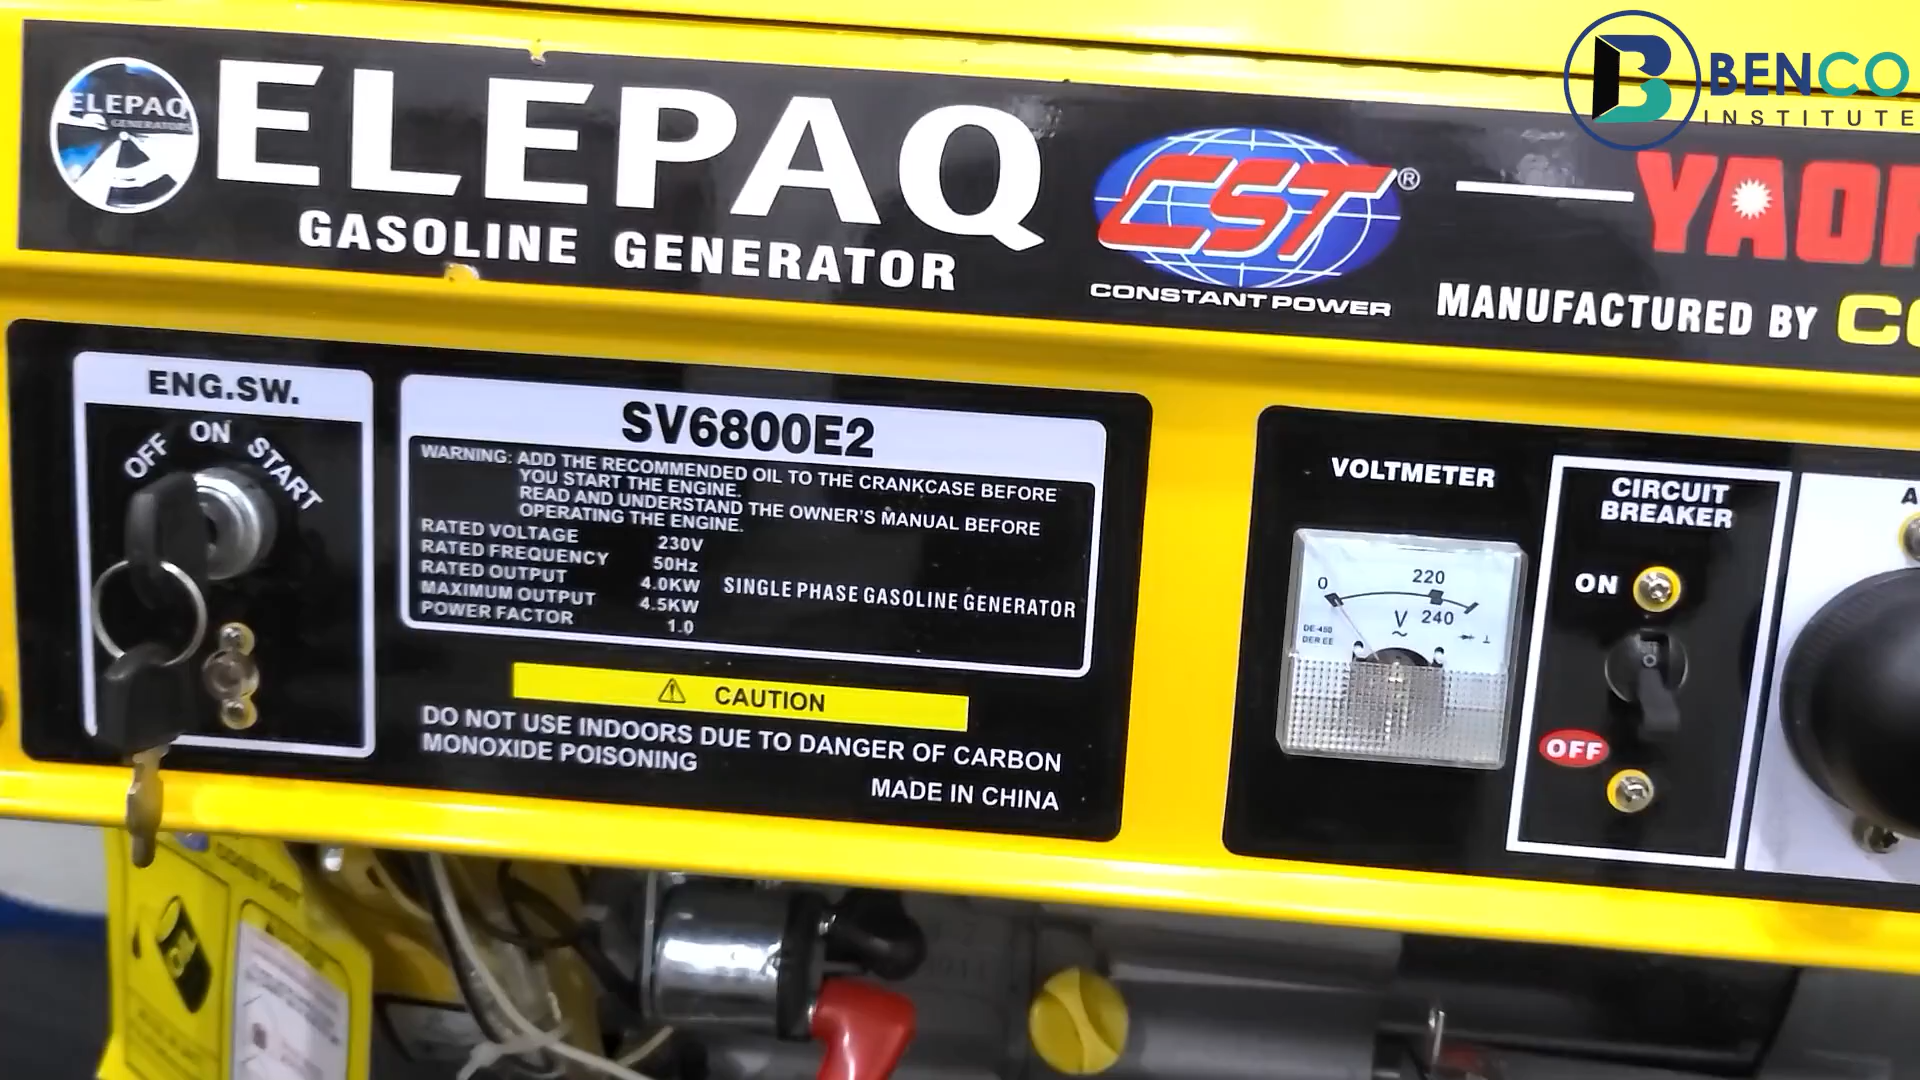 BENCO
INSTITUTE
ELEPAQ
GENERATORS
ELEPAQ
GASOLINE GENERATOR
CST®
CONSTANT POWER
MANUFACTURED BY
ENG.SW.
OFF ON START
SV6800E2
WARNING: ADD THE RECOMMENDED OIL TO THE CRANKCASE BEFORE
YOU START THE ENGINE.
READ AND UNDERSTAND THE OWNER'S MANUAL BEFORE
OPERATING THE ENGINE.
RATED VOLTAGE 230V
RATED FREQUENCY 50Hz
RATED OUTPUT 4.0KW
MAXIMUM OUTPUT 4.5KW
POWER FACTOR 1.0
SINGLE PHASE GASOLINE GENERATOR
CAUTION
DO NOT USE INDOORS DUE TO DANGER OF CARBON
MONOXIDE POISONING
MADE IN CHINA
VOLTMETER
0 220
240
V
~
CIRCUIT
BREAKER
ON
OFF